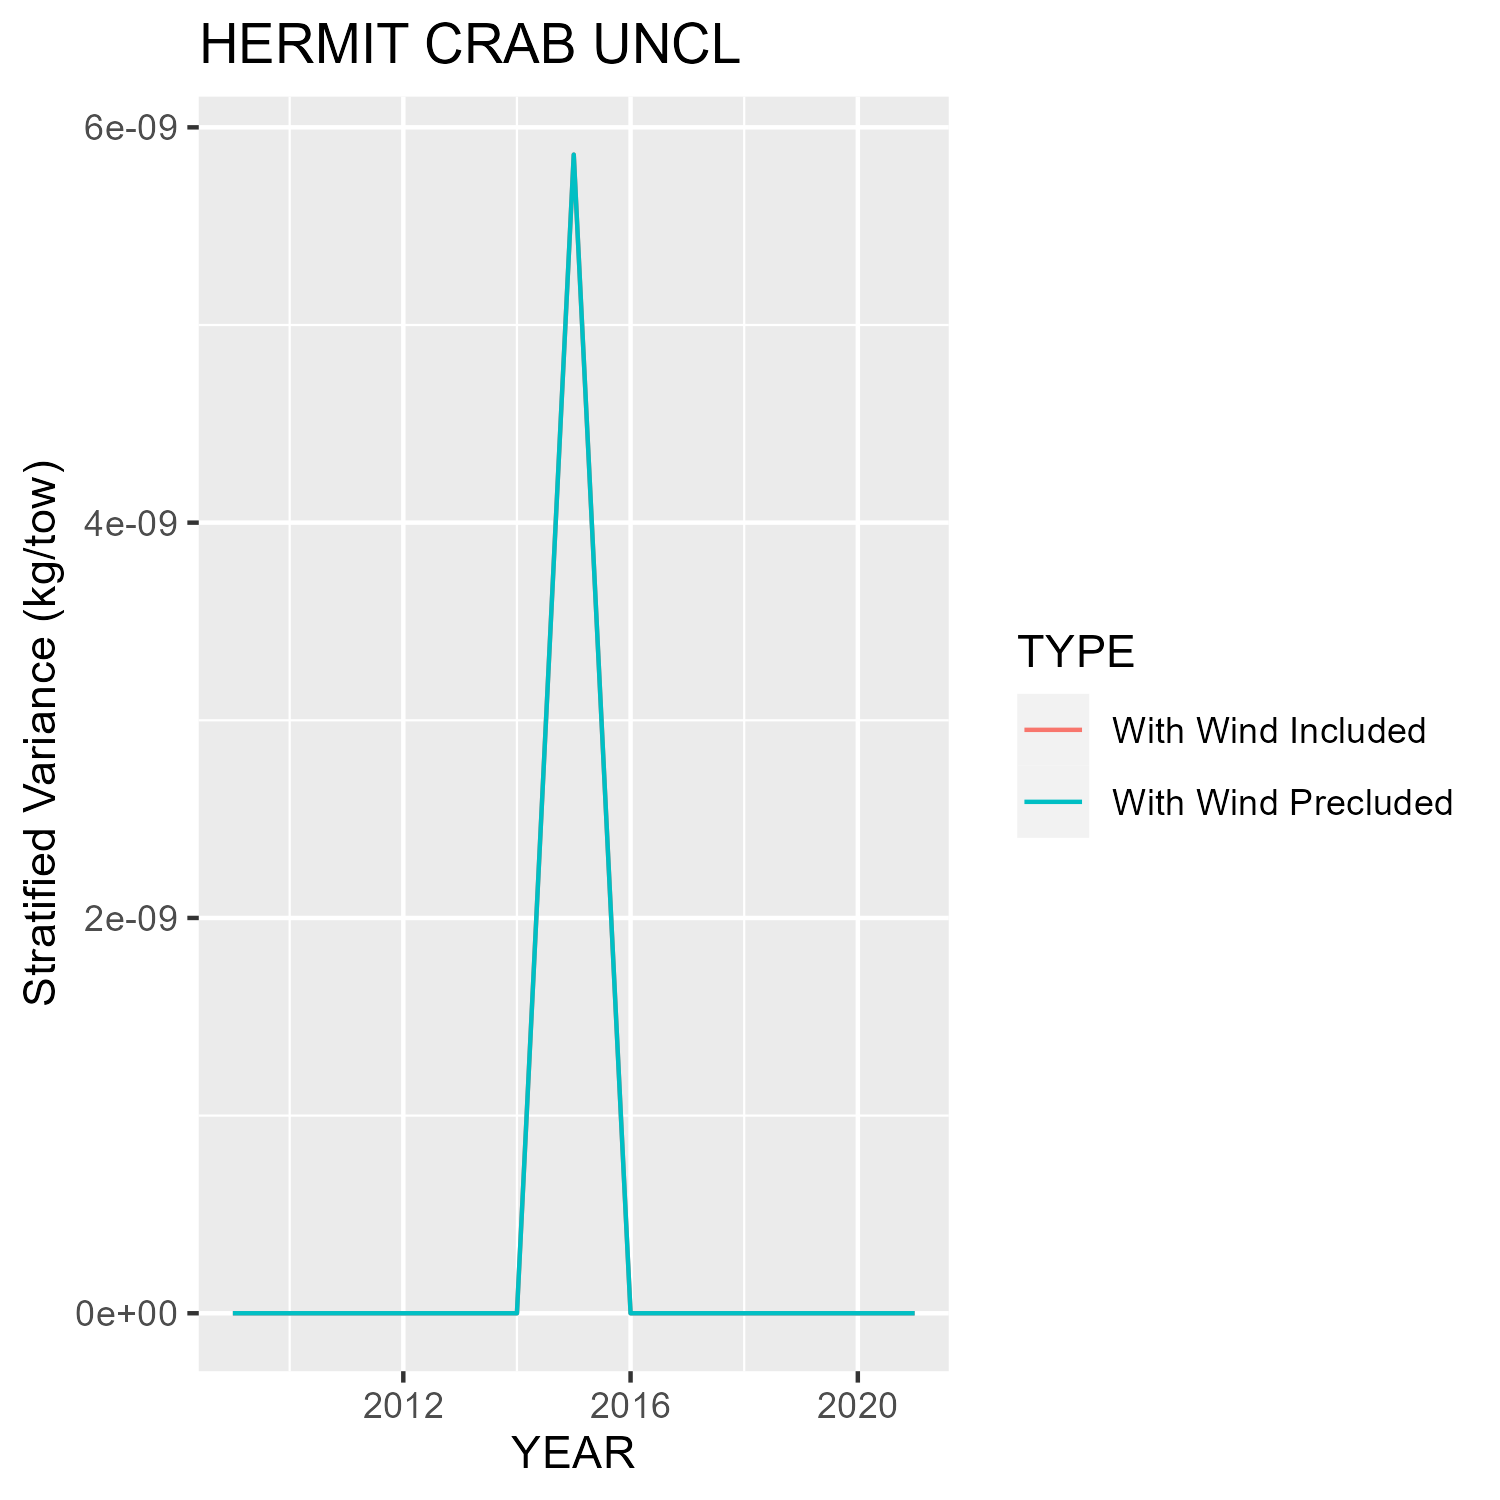 HERMIT CRAB UNCL
6e-09
4e-09
2e-09
0e+00
Stratified Variance (kg/tow)
2012 2016 2020
YEAR
TYPE
With Wind Included
With Wind Precluded